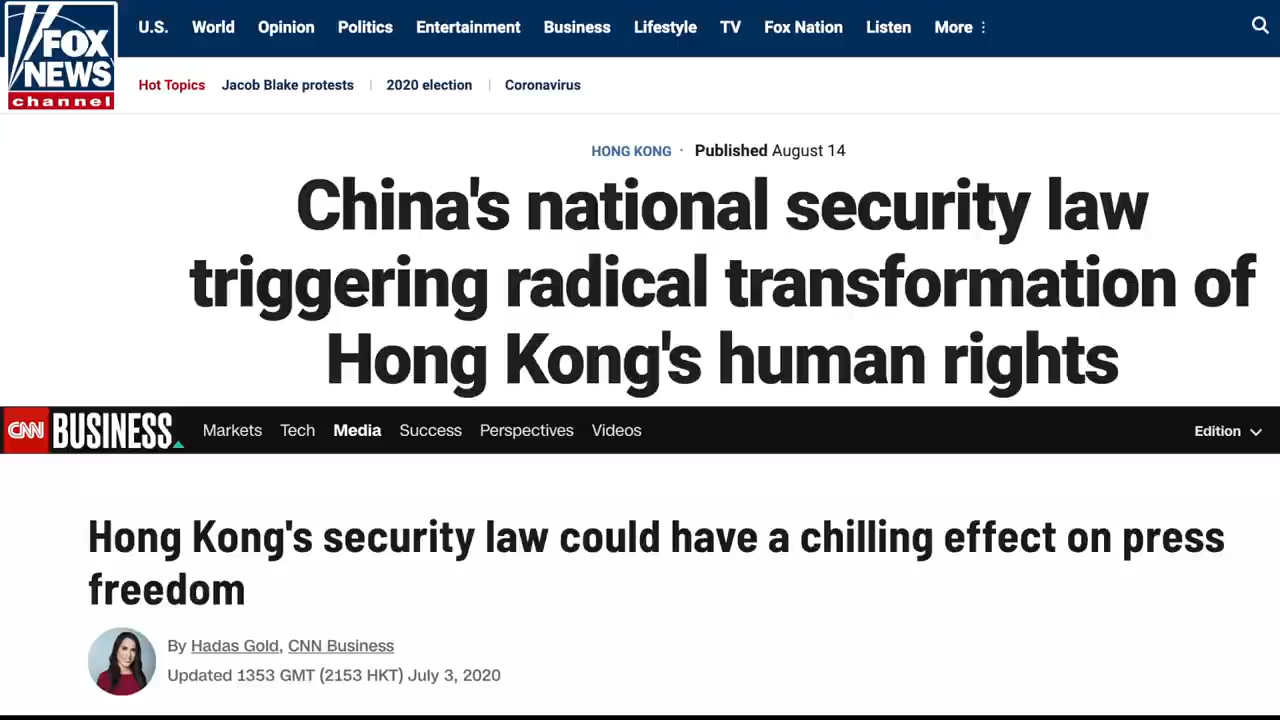 FOX
NEWS
channel
U.S. World Opinion Politics Entertainment Business Lifestyle TV Fox Nation Listen More
Hot Topics Jacob Blake protests 2020 election Coronavirus
HONG KONG · Published August 14
China's national security law
triggering radical transformation of
Hong Kong's human rights
CNN BUSINESS Markets Tech Media Success Perspectives Videos Edition
Hong Kong's security law could have a chilling effect on press
freedom
By Hadas Gold, CNN Business
Updated 1353 GMT (2153 HKT) July 3, 2020